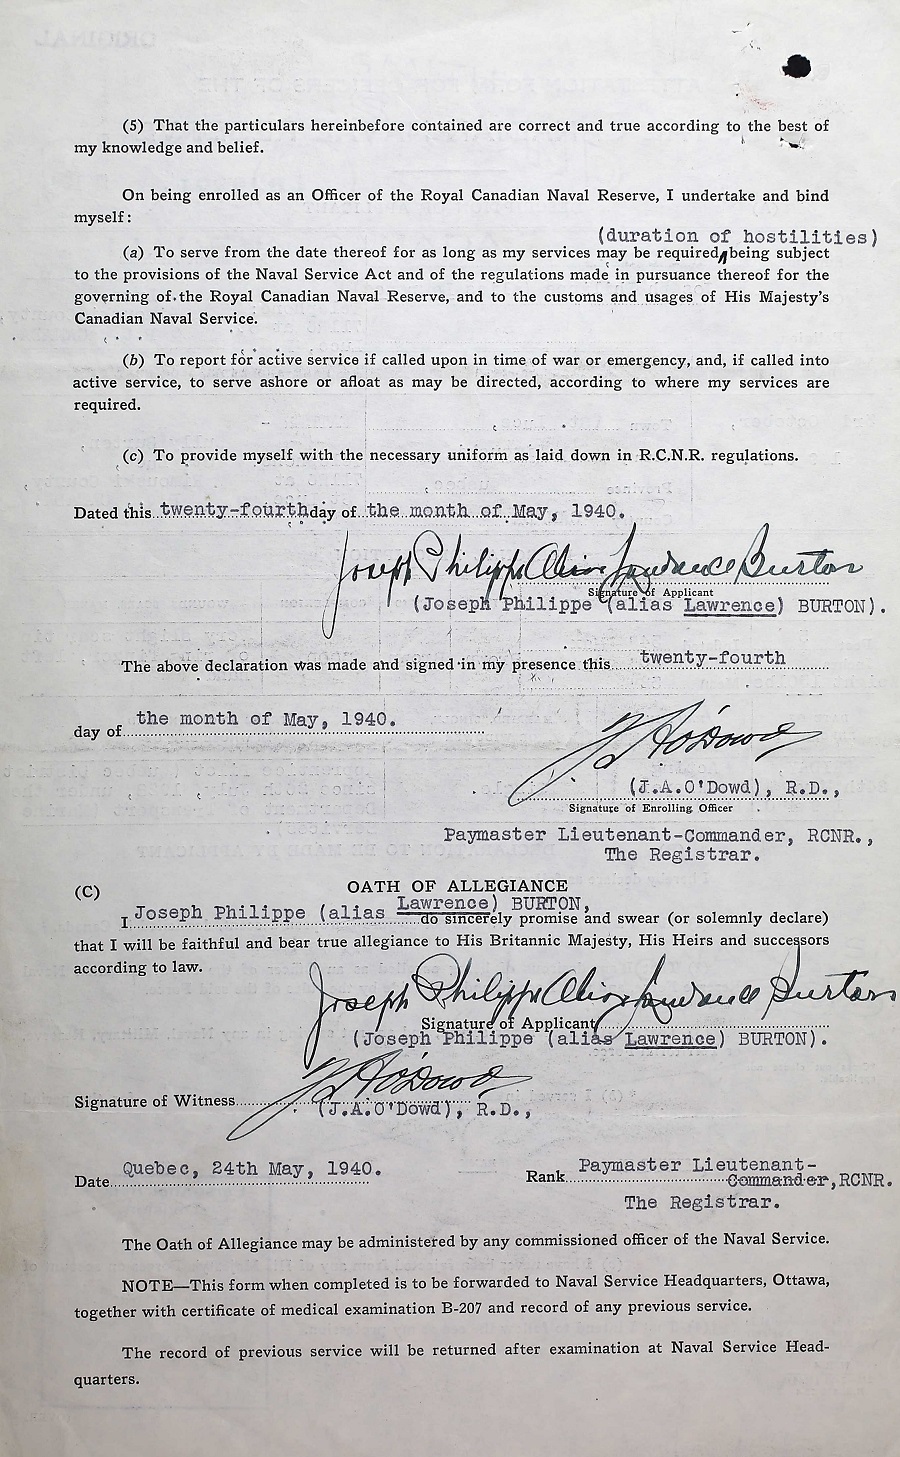 (5) That the particulars hereinbefore contained are correct and true according to the best of
my knowledge and belief.
On being enrolled as an Officer of the Royal Canadian Naval Reserve, I undertake and bind
myself:
(duration of hostilities)
(a) To serve from the date thereof for as long as my services may be required, being subject
to the provisions of the Naval Service Act and of the regulations made in pursuance thereof for the
governing of the Royal Canadian Naval Reserve, and to the customs and usages of His Majesty's
Canadian Naval Service.
(b) To report for active service if called upon in time of war or emergency, and, if called into
active service, to serve ashore or afloat as may be directed, according to where my services are
required.
(c) To provide myself with the necessary uniform as laid down in R.C.N.R. regulations.
Dated this twenty-fourth day of the month of May, 1940.
Joseph Philippe Lawrance Burton
Signature of Applicant
(Joseph Philippe (alias Lawrence) BURTON).
The above declaration was made and signed in my presence this twenty-fourth
day of the month of May, 1940.
J A O'Dowd
(J.A.O'Dowd), R.D.,
Signature of Enrolling Officer
Paymaster Lieutenant-Commander, RCNR.,
The Registrar.
(C) OATH OF ALLEGIANCE
I Joseph Philippe (alias Lawrence) BURTON, do sincerely promise and swear (or solemnly declare)
that I will be faithful and bear true allegiance to His Britannic Majesty, His Heirs and successors
according to law.
Joseph Philippe Lawrance Burton
Signature of Applicant
(Joseph Philippe (alias Lawrence) BURTON).
J A O'Dowd
Signature of Witness
(J.A.O'Dowd), R.D.,
Date Quebec, 24th May, 1940.
Rank Paymaster Lieutenant-
Commander, RCNR.
The Registrar.
The Oath of Allegiance may be administered by any commissioned officer of the Naval Service.
NOTE—This form when completed is to be forwarded to Naval Service Headquarters, Ottawa,
together with certificate of medical examination B-207 and record of any previous service.
The record of previous service will be returned after examination at Naval Service Head-
quarters.